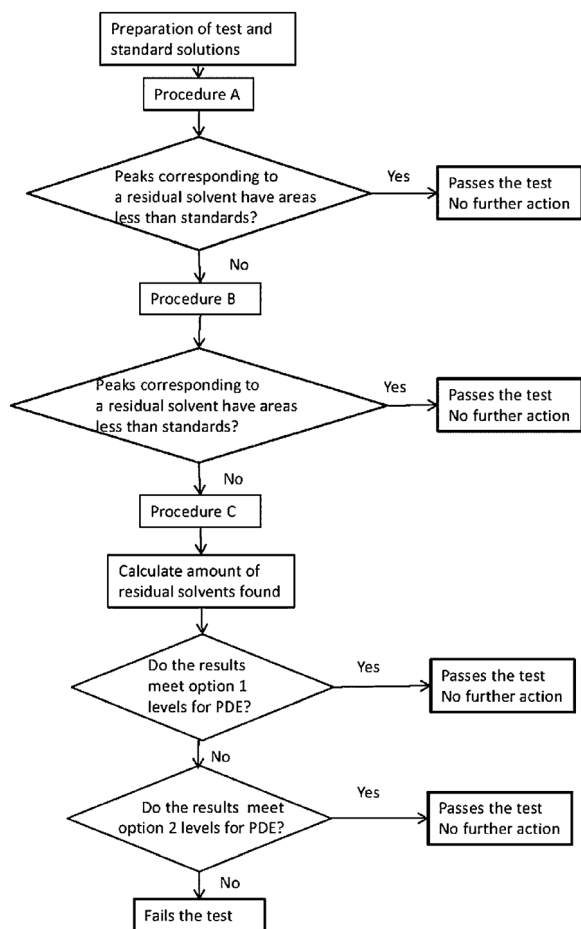 Preparation of test and
standard solutions
Procedure A
Peaks corresponding to
a residual solvent have areas
less than standards?
Yes
Passes the test
No further action
No
Procedure B
Peaks corresponding to
a residual solvent have areas
less than standards?
Yes
Passes the test
No further action
No
Procedure C
Calculate amount of
residual solvents found
Do the results
meet option 1
levels for PDE?
Yes
Passes the test
No further action
No
Do the results meet
option 2 levels for PDE?
Yes
Passes the test
No further action
No
Fails the test